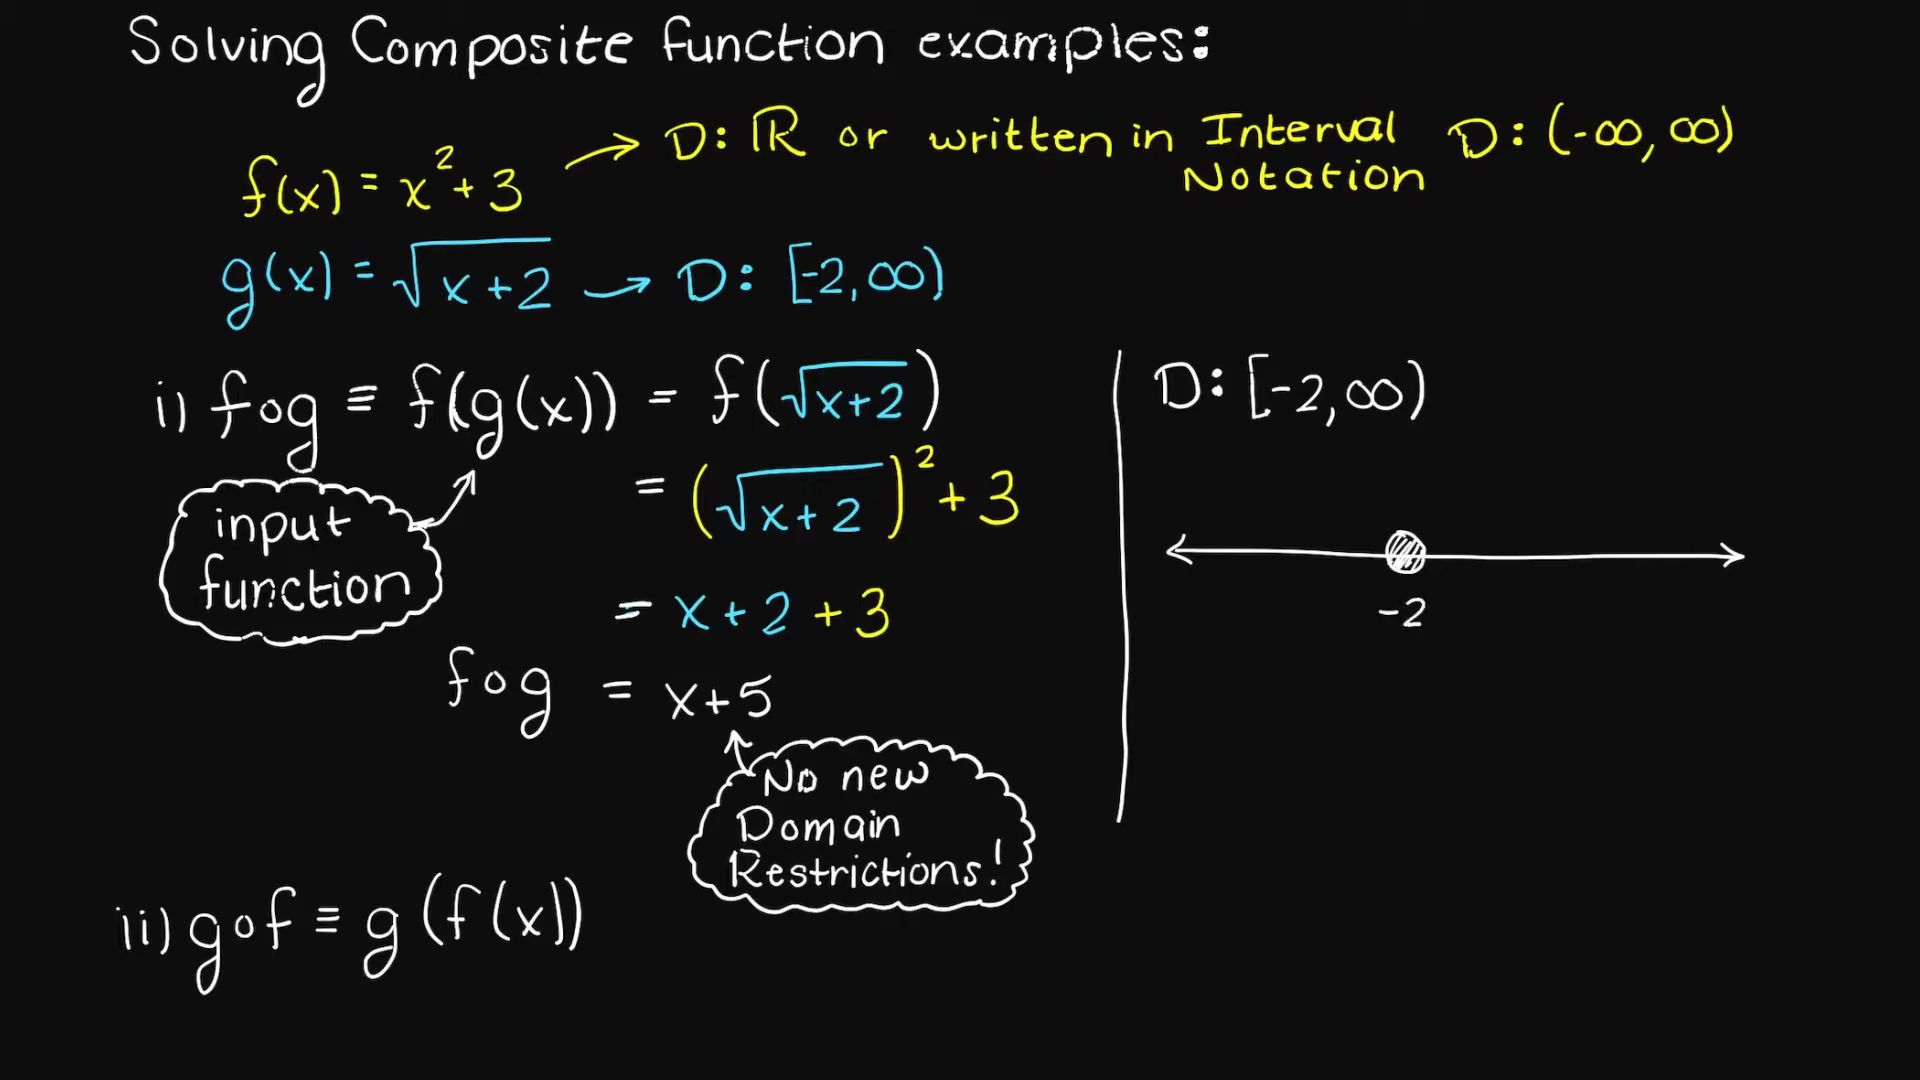 Solving Composite function examples:
f(x) = x² + 3 → D: ℝ or written in Interval Notation D: (-∞, ∞)
g(x) = √(x+2) → D: [-2, ∞)
i) fog ≡ f(g(x)) = f(√(x+2))
= (√(x+2))² + 3
input
function
= x + 2 + 3
fog = x+5
No new
Domain
Restrictions!
D: [-2, ∞)
-2
ii) gof ≡ g(f(x))